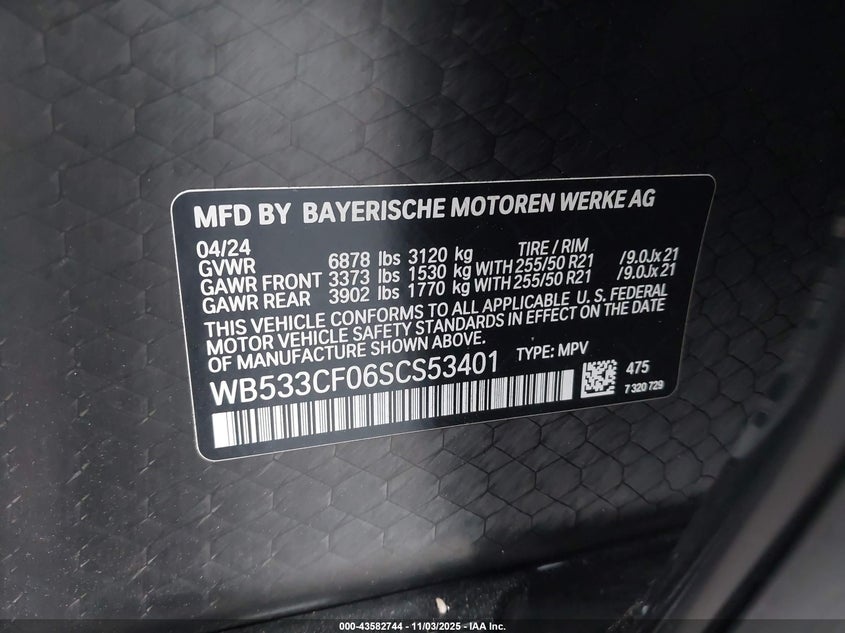 MFD BY BAYERISCHE MOTOREN WERKE AG
04/24 TIRE / RIM
GVWR 6878 lbs 3120 kg
GAWR FRONT 3373 lbs 1530 kg WITH 255/50 R21 /9.0Jx21
GAWR REAR 3902 lbs 1770 kg WITH 255/50 R21 /9.0Jx21
THIS VEHICLE CONFORMS TO ALL APPLICABLE U. S. FEDERAL
MOTOR VEHICLE SAFETY STANDARDS IN EFFECT ON THE DATE
OF MANUFACTURE SHOWN ABOVE.
TYPE: MPV
WB533CF06SCS53401
475
7 320 729
000-43582744 - 11/03/2025 - IAA Inc.